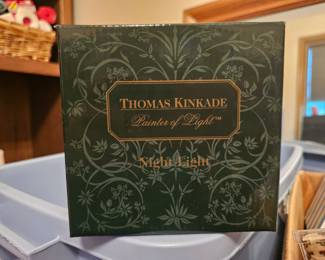 THOMAS KINKADE
Painter of Light™
Night Light